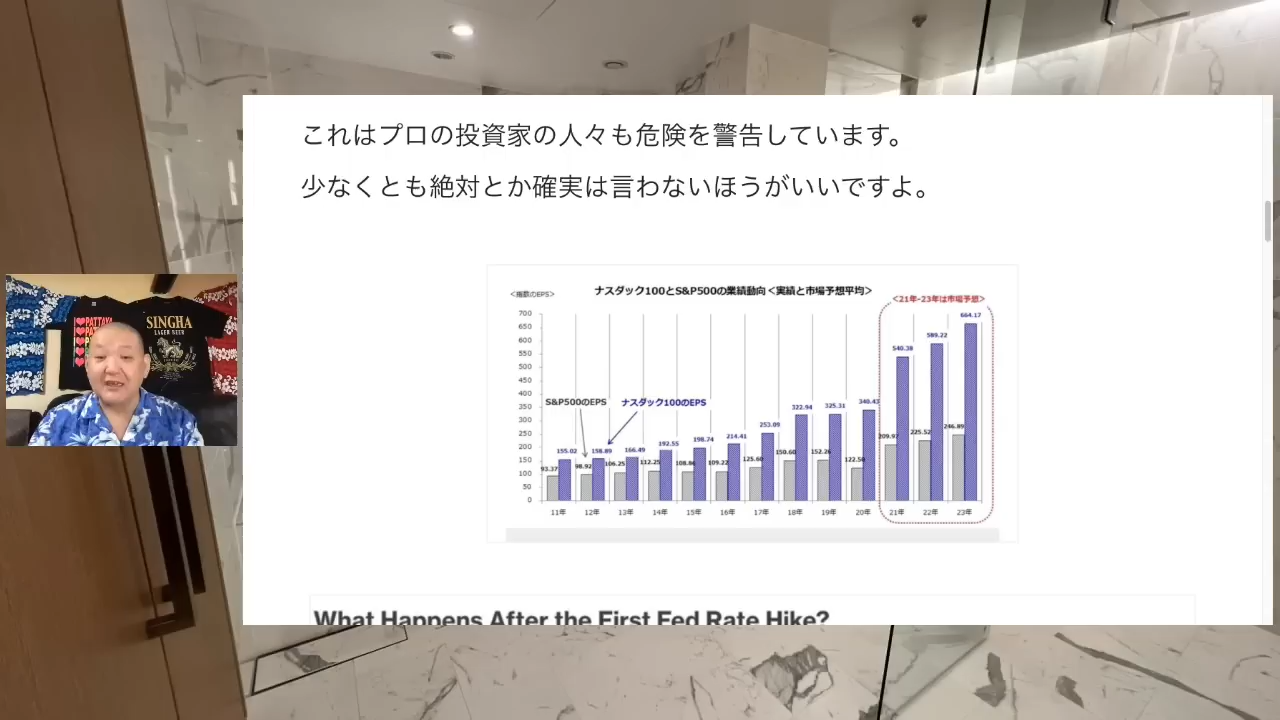 これはプロの投資家の人々も危険を警告しています。
少なくとも絶対とか確実は言わないほうがいいですよ。
<指数のEPS>
ナスダック100とS&P500の業績動向<実績と市場予想平均>
<21年-23年は市場予想>
700
650
600
550
500
450
400
350
300
250
200
150
100
50
0
S&P500のEPS
ナスダック100のEPS
93.37 155.02 98.92 158.89 106.25 166.49 112.25 192.55 108.86 198.74 109.22 214.41 125.60 253.09 150.60 322.94 152.26 325.31 122.50 340.43 209.97 540.38 225.52 589.22 246.89 664.17
11年 12年 13年 14年 15年 16年 17年 18年 19年 20年 21年 22年 23年
What Happens After the First Fed Rate Hike?
PATTAYA
SINGHA
LAGER BEER